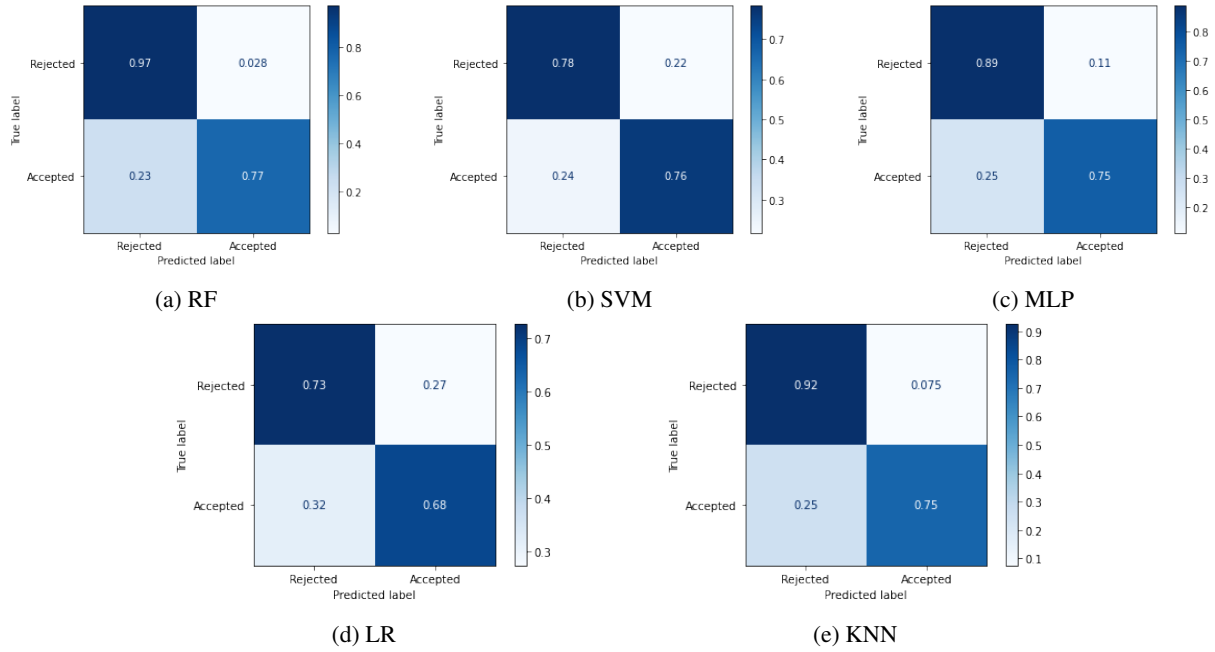 Rejected
Accepted
True label
0.97
0.028
0.23
0.77
Rejected
Accepted
Predicted label
0.8
0.6
0.4
0.2
(a) RF
Rejected
Accepted
True label
0.78
0.22
0.24
0.76
Rejected
Accepted
Predicted label
0.7
0.6
0.5
0.4
0.3
(b) SVM
Rejected
Accepted
True label
0.89
0.11
0.25
0.75
Rejected
Accepted
Predicted label
0.8
0.7
0.6
0.5
0.4
0.3
0.2
(c) MLP
Rejected
Accepted
True label
0.73
0.27
0.32
0.68
Rejected
Accepted
Predicted label
0.7
0.6
0.5
0.4
0.3
(d) LR
Rejected
Accepted
True label
0.92
0.075
0.25
0.75
Rejected
Accepted
Predicted label
0.9
0.8
0.7
0.6
0.5
0.4
0.3
0.2
0.1
(e) KNN